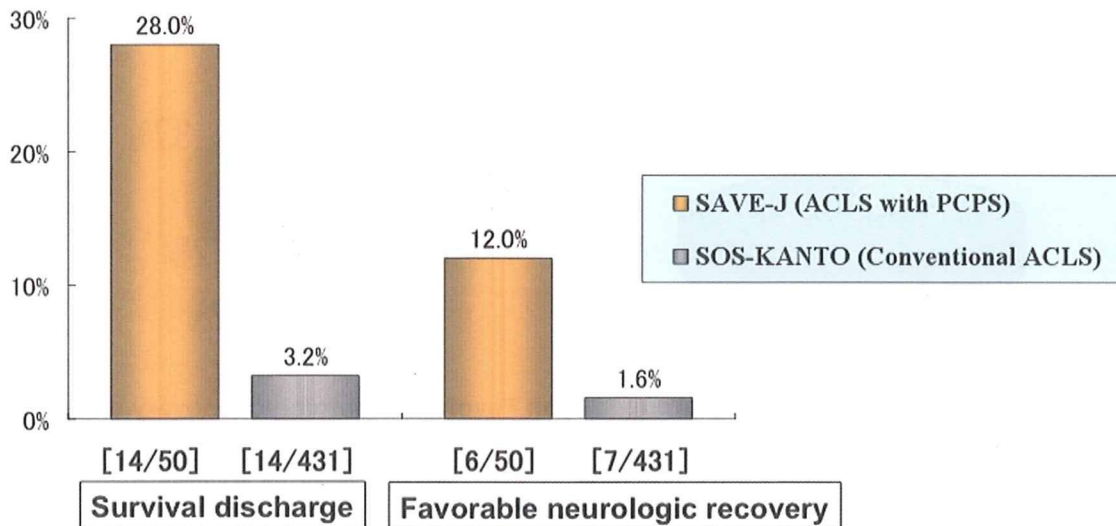 30%
20%
10%
0%
28.0%
3.2%
12.0%
1.6%
SAVE-J (ACLS with PCPS)
SOS-KANTO (Conventional ACLS)
[14/50] [14/431] [6/50] [7/431]
Survival discharge Favorable neurologic recovery